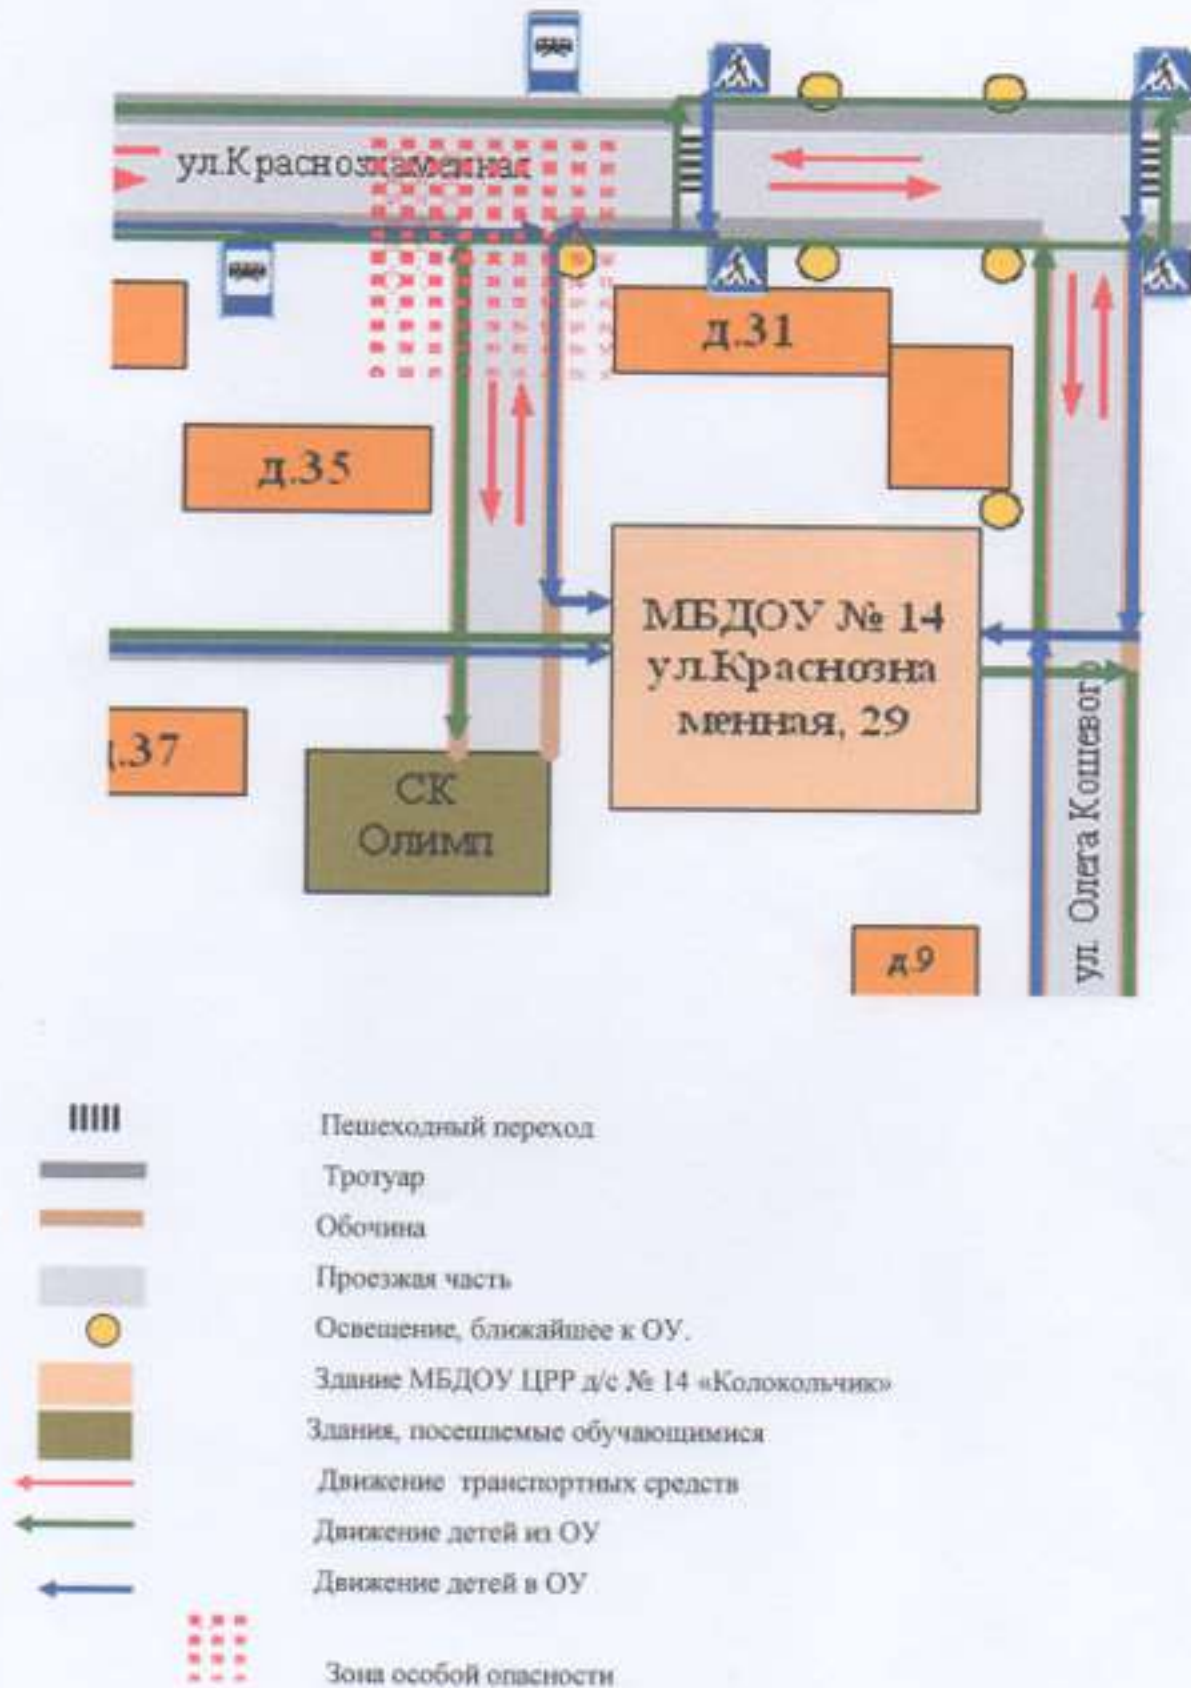 ул.Краснознаменная
д.31
д.35
МБДОУ № 14
ул.Краснозна
менная, 29
.37
СК
Олимп
ул. Олега Кошевого
д.9
Пешеходный переход
Тротуар
Обочина
Проезжая часть
Освещение, ближайшее к ОУ.
Здание МБДОУ ЦРР д/с № 14 «Колокольчик»
Здания, посещаемые обучающимися
Движение транспортных средств
Движение детей из ОУ
Движение детей в ОУ
Зона особой опасности